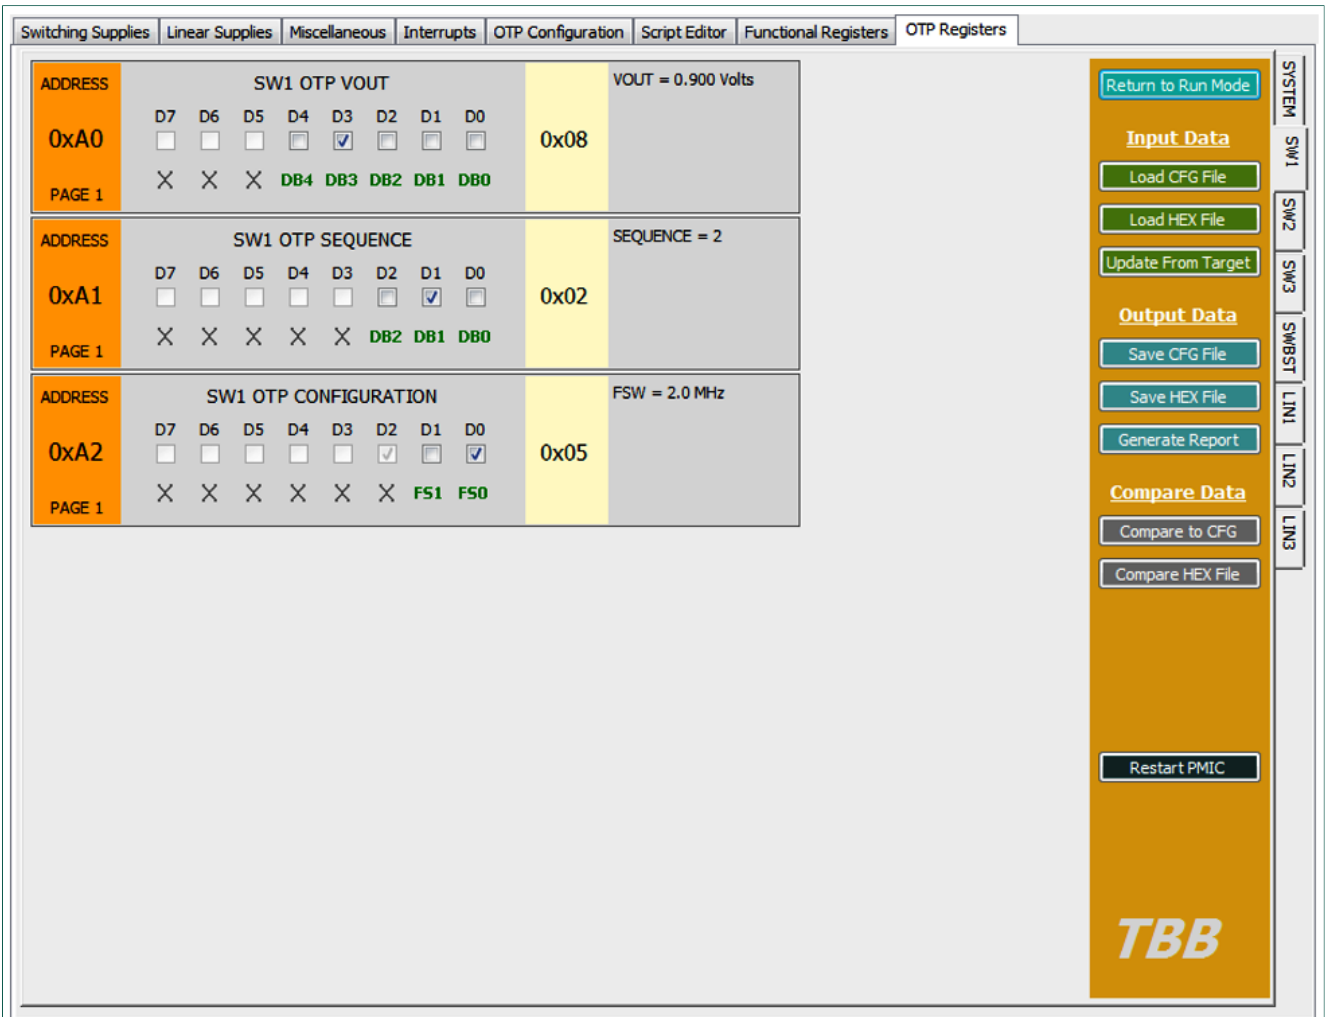 Switching Supplies Linear Supplies Miscellaneous Interrupts OTP Configuration Script Editor Functional Registers OTP Registers
ADDRESS SW1 OTP VOUT VOUT = 0.900 Volts
D7 D6 D5 D4 D3 D2 D1 D0
0xA0 0x08
X X X DB4 DB3 DB2 DB1 DB0
PAGE 1
ADDRESS SW1 OTP SEQUENCE SEQUENCE = 2
D7 D6 D5 D4 D3 D2 D1 D0
0xA1 0x02
X X X X X DB2 DB1 DB0
PAGE 1
ADDRESS SW1 OTP CONFIGURATION FSW = 2.0 MHz
D7 D6 D5 D4 D3 D2 D1 D0
0xA2 0x05
X X X X X X FS1 FS0
PAGE 1
Return to Run Mode
Input Data
Load CFG File
Load HEX File
Update From Target
Output Data
Save CFG File
Save HEX File
Generate Report
Compare Data
Compare to CFG
Compare HEX File
Restart PMIC
TBB
SYSTEM
SW1
SW2
SW3
SWBST
LIN1
LIN2
LIN3